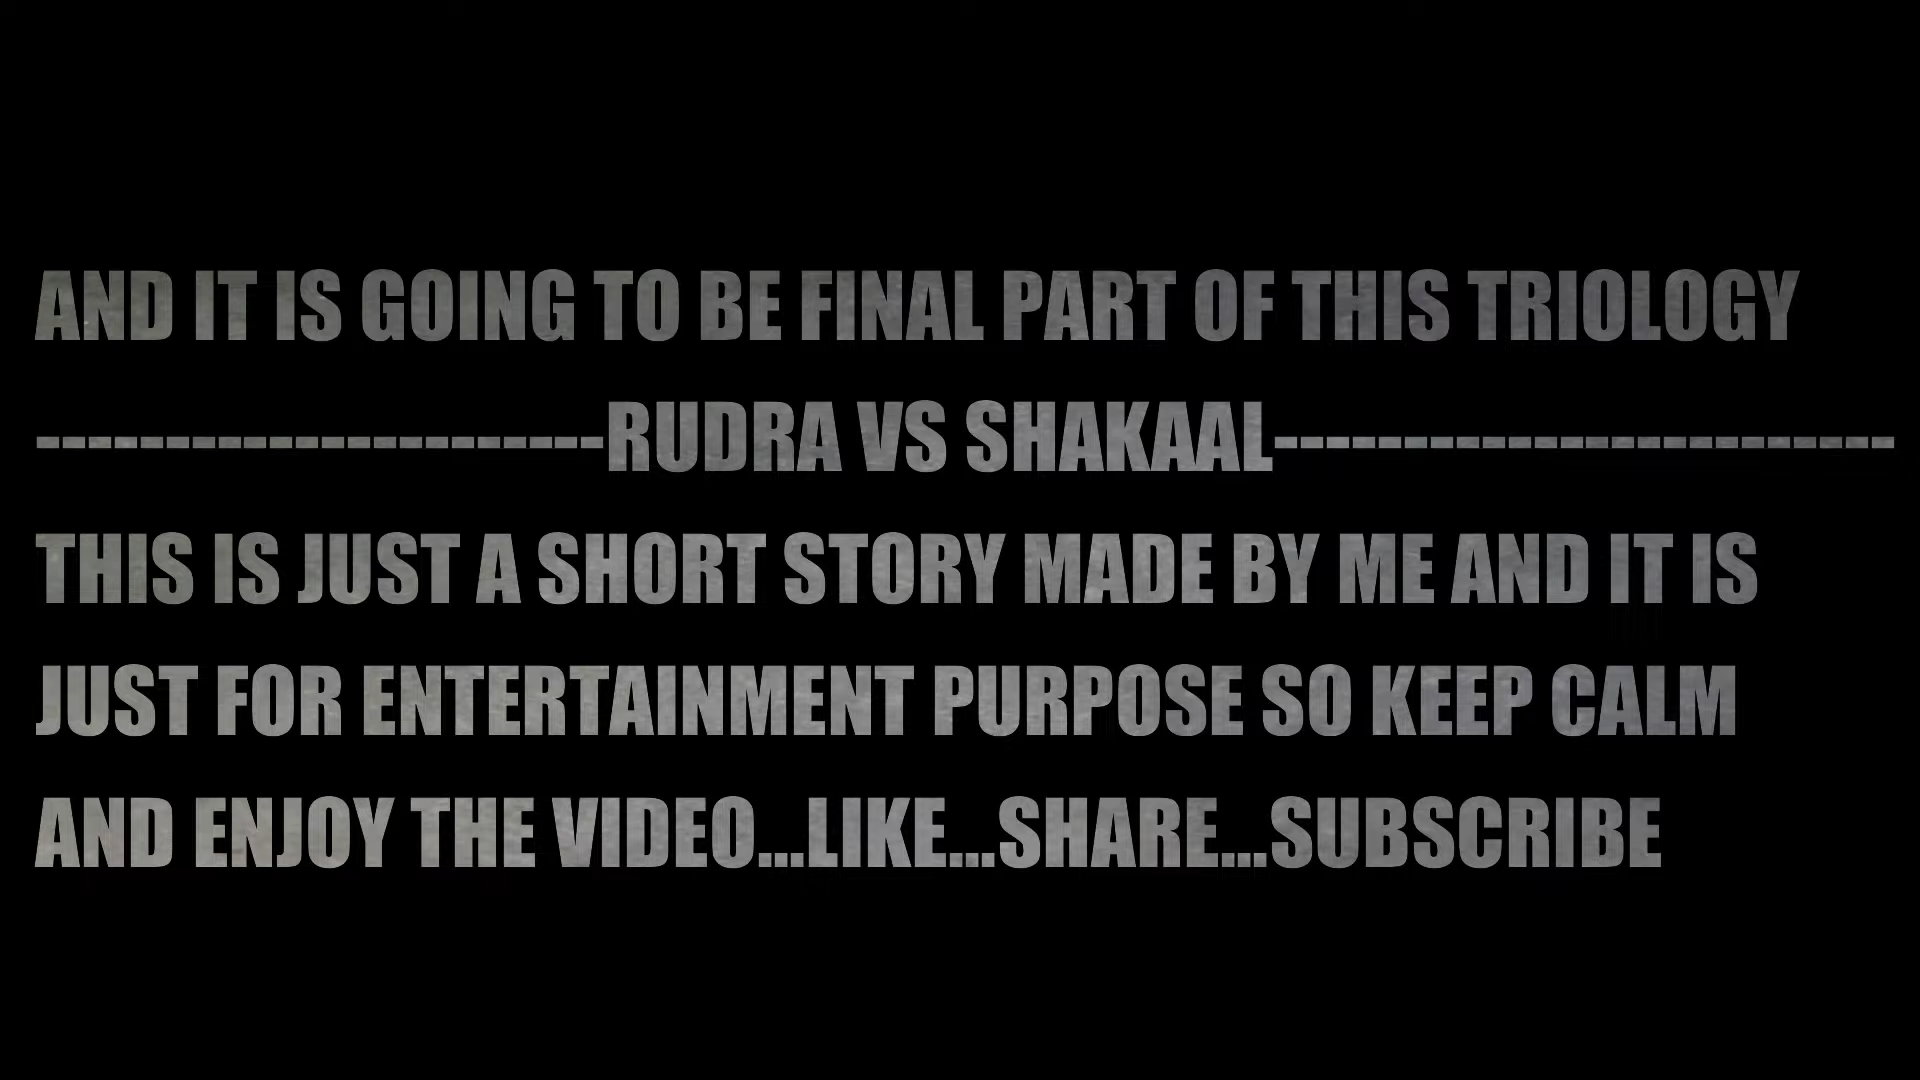 AND IT IS GOING TO BE FINAL PART OF THIS TRIOLOGY
----------------------RUDRA VS SHAKAAL------------------------
THIS IS JUST A SHORT STORY MADE BY ME AND IT IS
JUST FOR ENTERTAINMENT PURPOSE SO KEEP CALM
AND ENJOY THE VIDEO...LIKE...SHARE...SUBSCRIBE